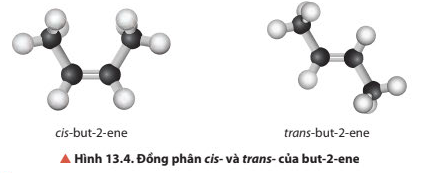 cis-but-2-ene
trans-but-2-ene
▲ Hình 13.4. Đồng phân cis- và trans- của but-2-ene